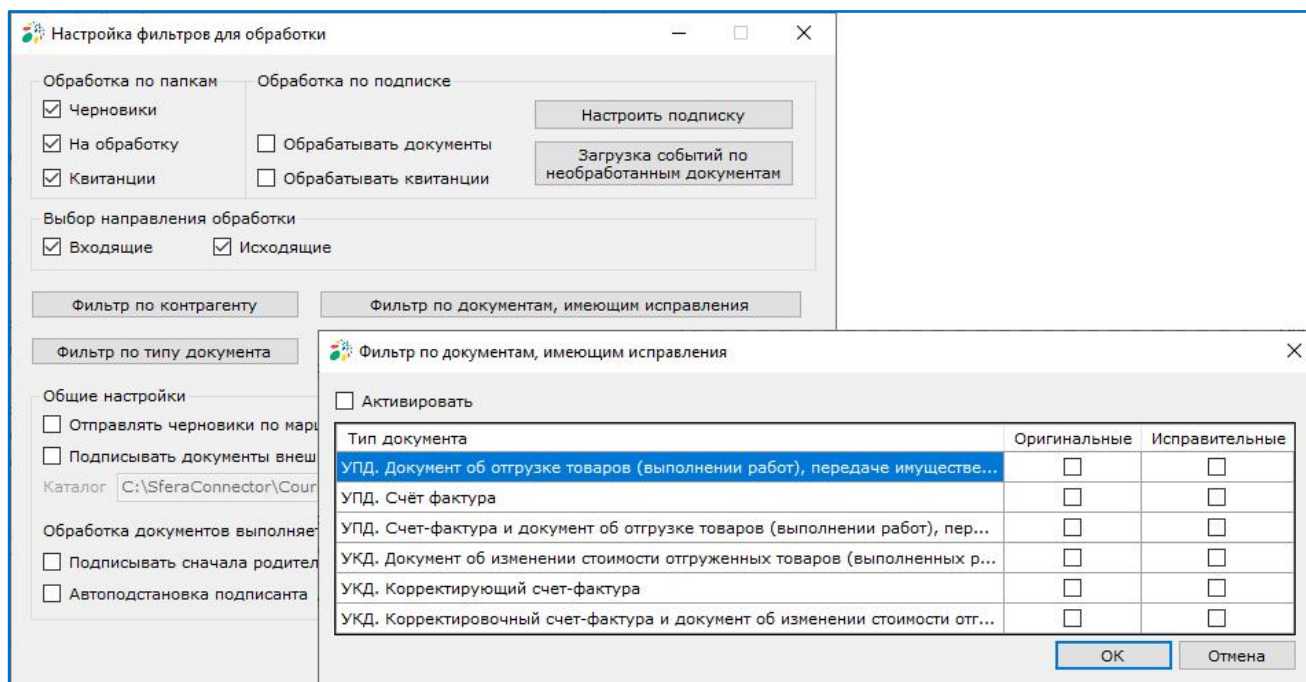 Настройка фильтров для обработки
Обработка по папкам
Обработка по подписке
Черновики
Настроить подписку
На обработку
Обрабатывать документы
Загрузка событий по
необработанным документам
Квитанции
Обрабатывать квитанции
Выбор направления обработки
Входящие
Исходящие
Фильтр по контрагенту
Фильтр по документам, имеющим исправления
Фильтр по типу документа
Общие настройки
Отправлять черновики по
Подписывать документы
Каталог C:\SferaConnector\Cour
Обработка документов
Подписывать сначала
Автоподстановка подписанта
Фильтр по документам, имеющим исправления
Активировать
Тип документа Оригинальные Исправительные
УПД. Документ об отгрузке товаров (выполнении работ), передаче имуществе...
УПД. Счёт фактура
УПД. Счет-фактура и документ об отгрузке товаров (выполнении работ), пер...
УКД. Документ об изменении стоимости отгруженных товаров (выполненных р...
УКД. Корректирующий счет-фактура
УКД. Корректировочный счет-фактура и документ об изменении стоимости отг...
ОК
Отмена